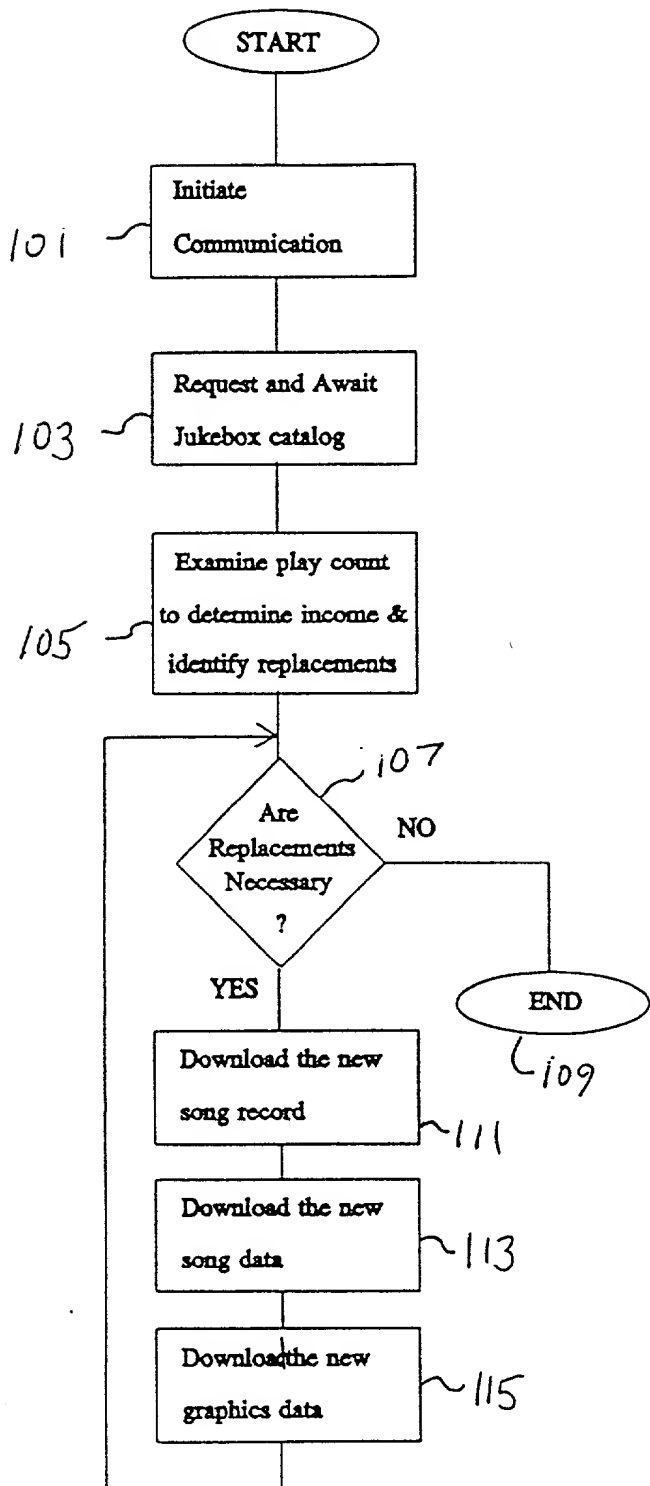 START
Initiate
Communication
101
Request and Await
Jukebox catalog
103
Examine play count
to determine income &
identify replacements
105
107
Are
Replacements
Necessary
?
NO
YES
END
109
Download the new
song record
111
Download the new
song data
113
Download the new
graphics data
115